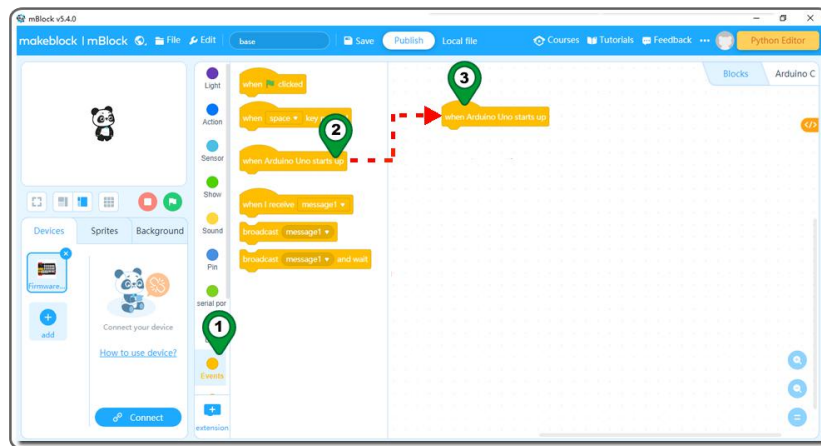 mBlock v5.4.0
makeblock | mBlock File Edit base Save Publish Local file Courses Tutorials Feedback ••• Python Editor
Blocks Arduino C
Light
Action
Sensor
Show
Sound
Pin
serial por
Events
extension
when clicked
when space key
when Arduino Uno starts up
when I receive message1
broadcast message1
broadcast message1 and wait
1
2
3
when Arduino Uno starts up
</>
Devices Sprites Background
Firmware...
add
Connect your device
How to use device?
Connect